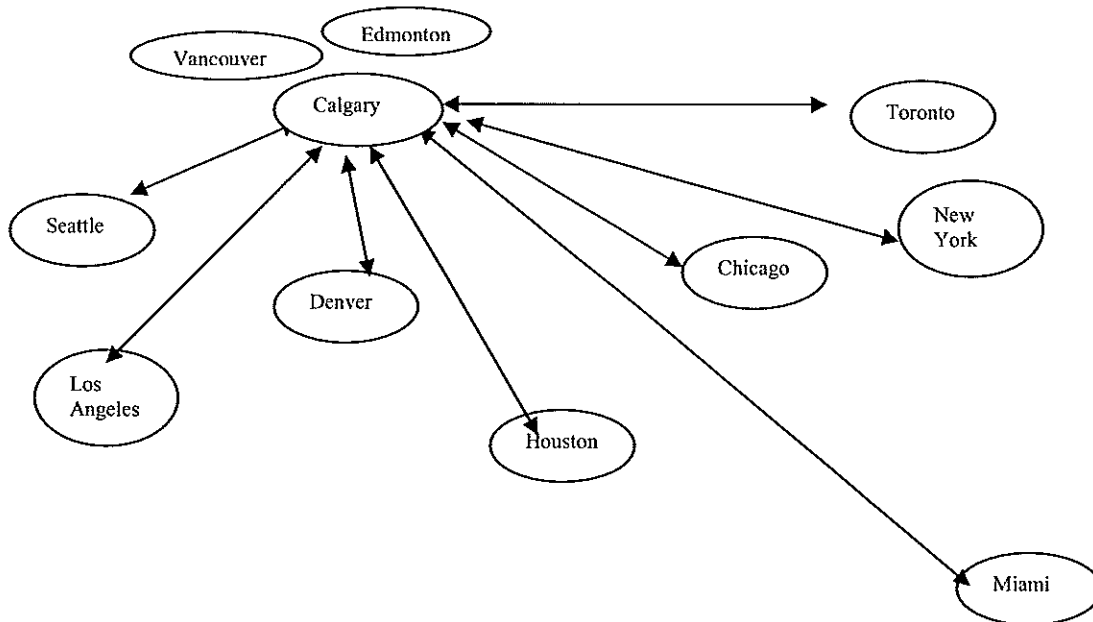 Edmonton
Vancouver
Calgary
Toronto
Seattle
New
York
Chicago
Denver
Los
Angeles
Houston
Miami